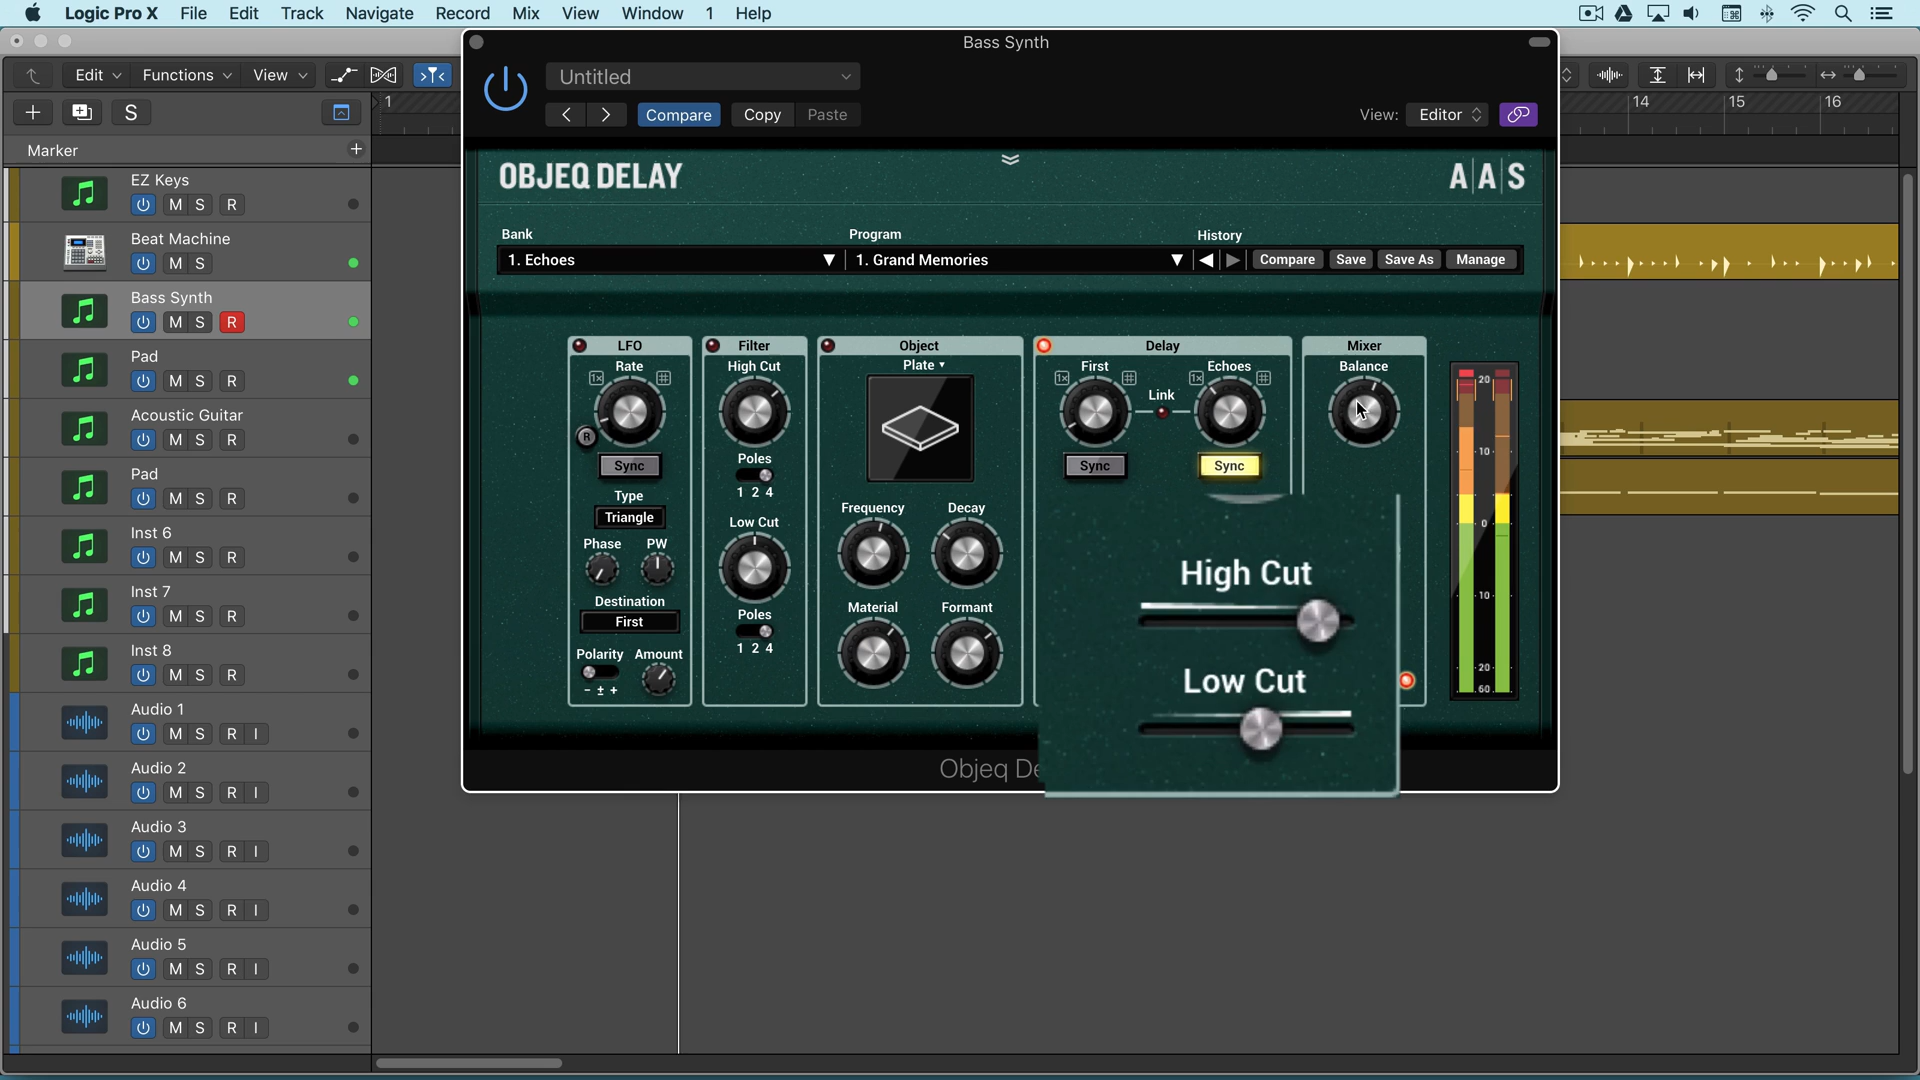 Logic Pro X File Edit Track Navigate Record Mix View Window 1 Help
Bass Synth
Edit Functions View
Untitled
Compare Copy Paste
View: Editor
S
1 14 15 16
Marker
EZ Keys
M S R
Beat Machine
M S
Bass Synth
M S R
Pad
M S R
Acoustic Guitar
M S R
Pad
M S R
Inst 6
M S R
Inst 7
M S R
Inst 8
M S R
Audio 1
M S R I
Audio 2
M S R I
Audio 3
M S R I
Audio 4
M S R I
Audio 5
M S R I
Audio 6
M S R I
OBJEQ DELAY
A|A|S
Bank Program History
1. Echoes 1. Grand Memories Compare Save Save As Manage
LFO
Rate
1x
R
Sync
Type
Triangle
Phase PW
Destination
First
Polarity Amount
- ± +
Filter
High Cut
Poles
1 2 4
Low Cut
Poles
1 2 4
Object
Plate
Frequency Decay
Material Formant
Delay
First Echoes
1x 1x
Link
Sync Sync
High Cut
Low Cut
Mixer
Balance
20
10
0
10
20
60
Objeq De